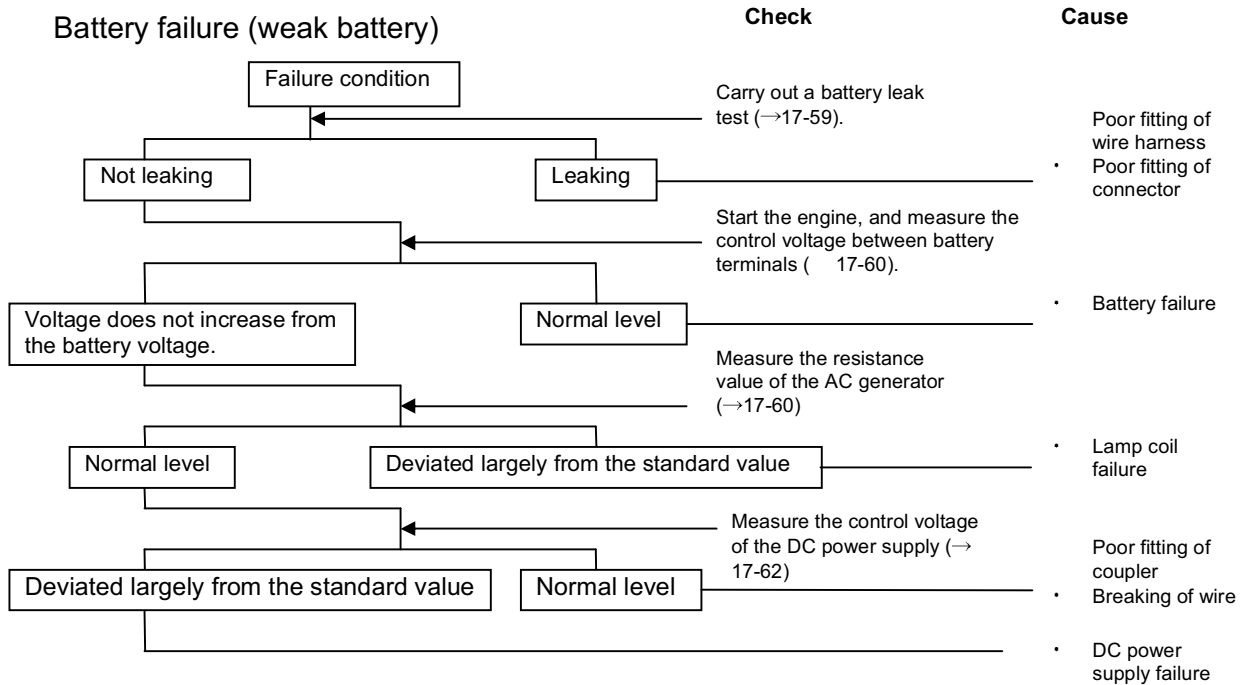 Battery failure (weak battery)
Check
Cause
Failure condition
Carry out a battery leak
test (→17-59).
Poor fitting of
wire harness
Not leaking
Leaking
· Poor fitting of
connector
Start the engine, and measure the
control voltage between battery
terminals ( 17-60).
Voltage does not increase from
the battery voltage.
Normal level
· Battery failure
Measure the resistance
value of the AC generator
(→17-60)
Normal level
Deviated largely from the standard value
· Lamp coil
failure
Measure the control voltage
of the DC power supply (→
17-62)
Deviated largely from the standard value
Normal level
Poor fitting of
coupler
· Breaking of wire
· DC power
supply failure